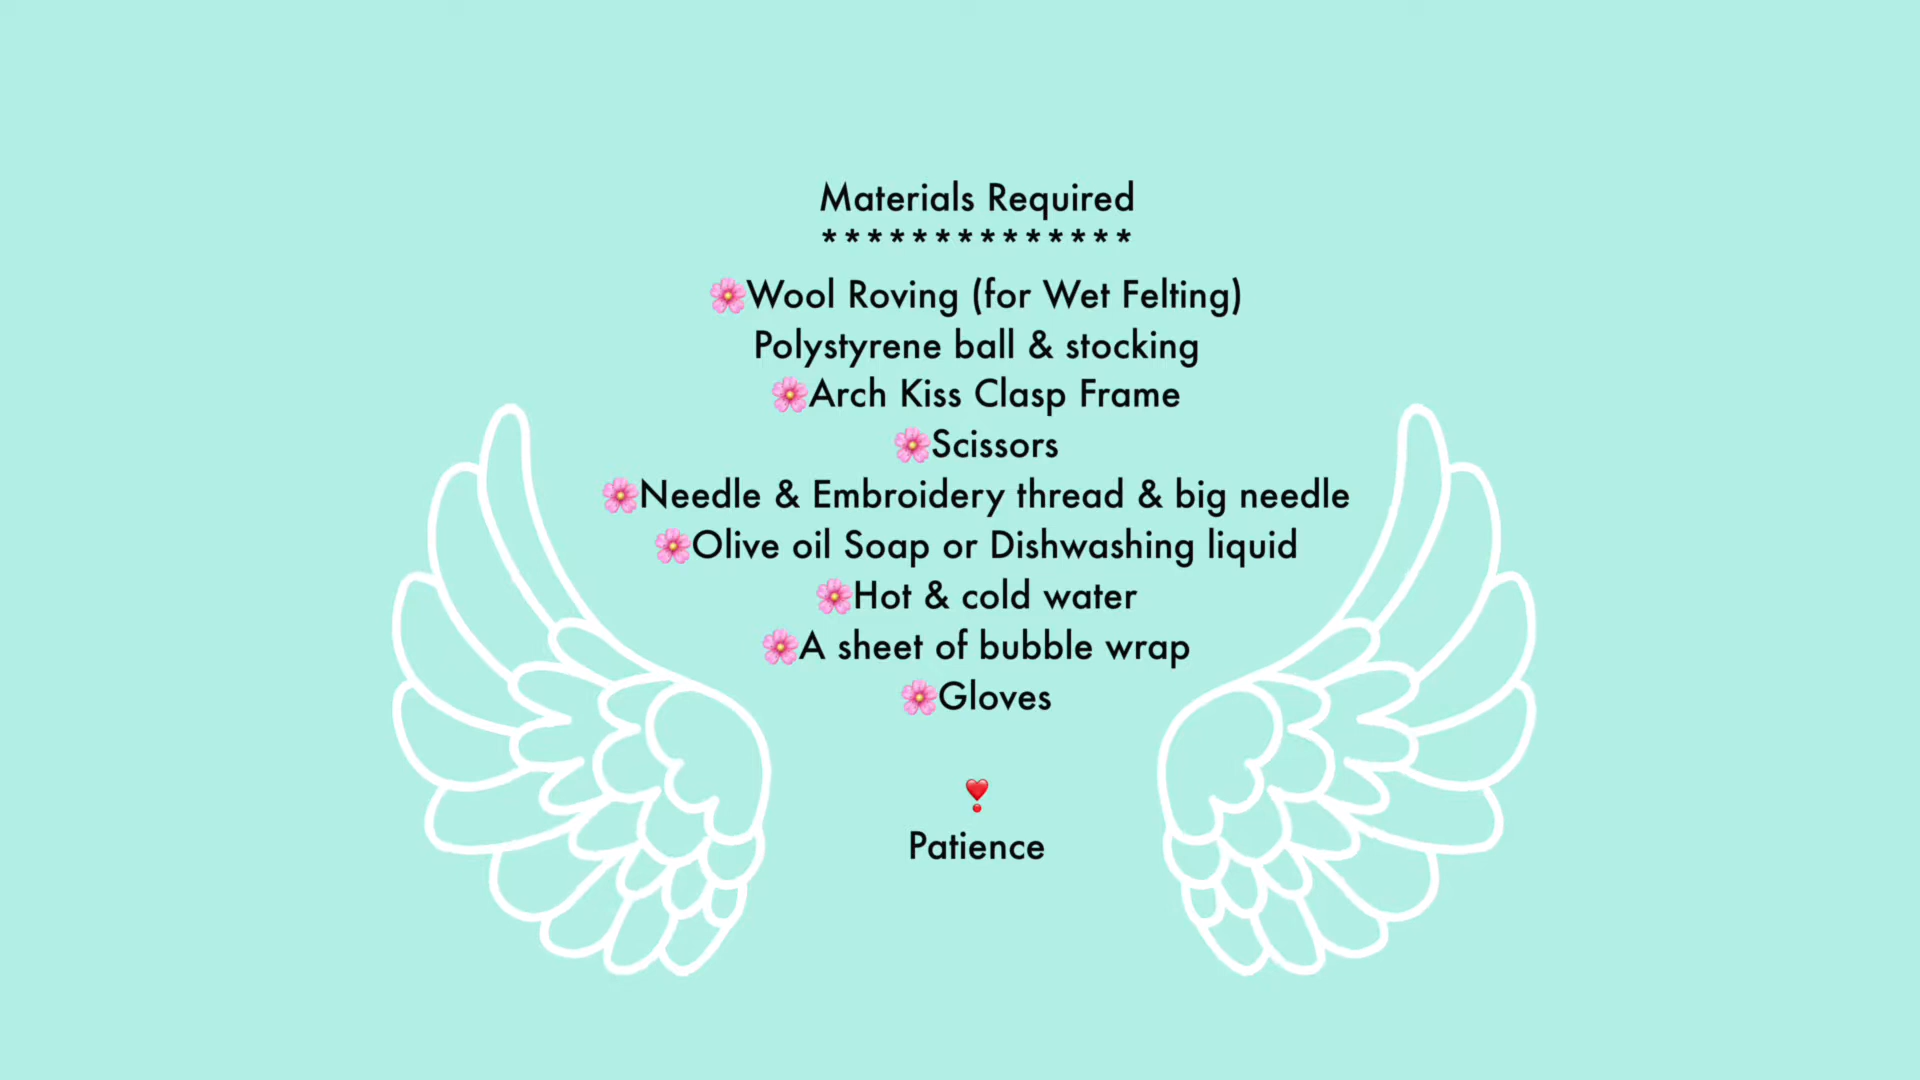 Materials Required
**************
🌸Wool Roving (for Wet Felting)
Polystyrene ball & stocking
🌸Arch Kiss Clasp Frame
🌸Scissors
🌸Needle & Embroidery thread & big needle
🌸Olive oil Soap or Dishwashing liquid
🌸Hot & cold water
🌸A sheet of bubble wrap
🌸Gloves
❣️
Patience